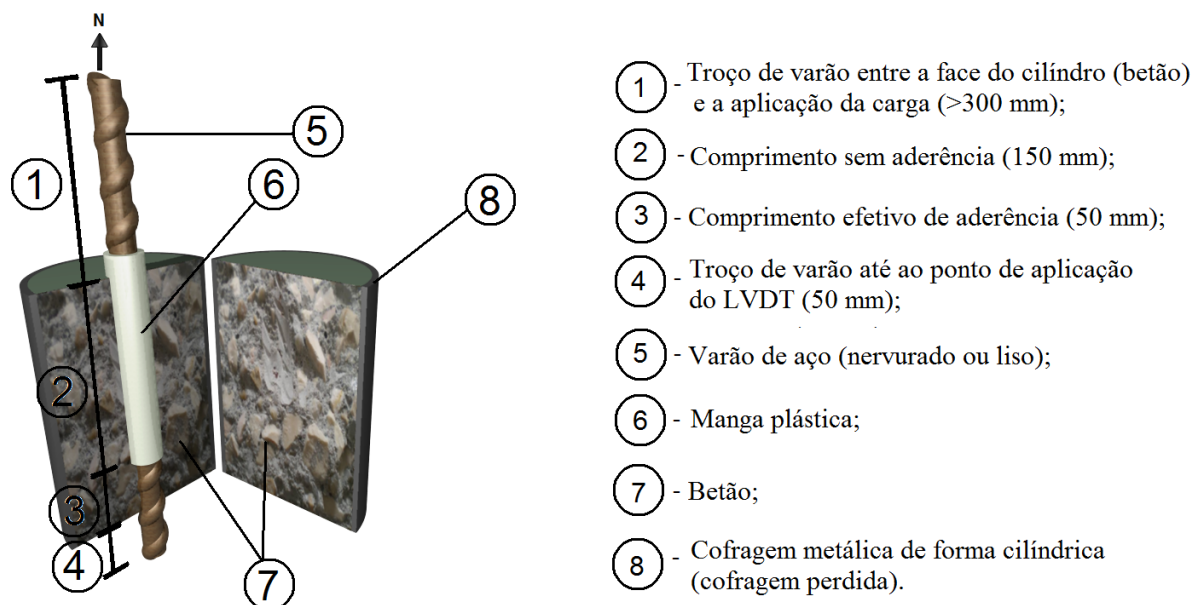 N
1
2
3
4
5
6
7
8
1 - Troço de varão entre a face do cilíndro (betão)
e a aplicação da carga (>300 mm);
2 - Comprimento sem aderência (150 mm);
3 - Comprimento efetivo de aderência (50 mm);
4 - Troço de varão até ao ponto de aplicação
do LVDT (50 mm);
5 - Varão de aço (nervurado ou liso);
6 - Manga plástica;
7 - Betão;
8 - Cofragem metálica de forma cilíndrica
(cofragem perdida).